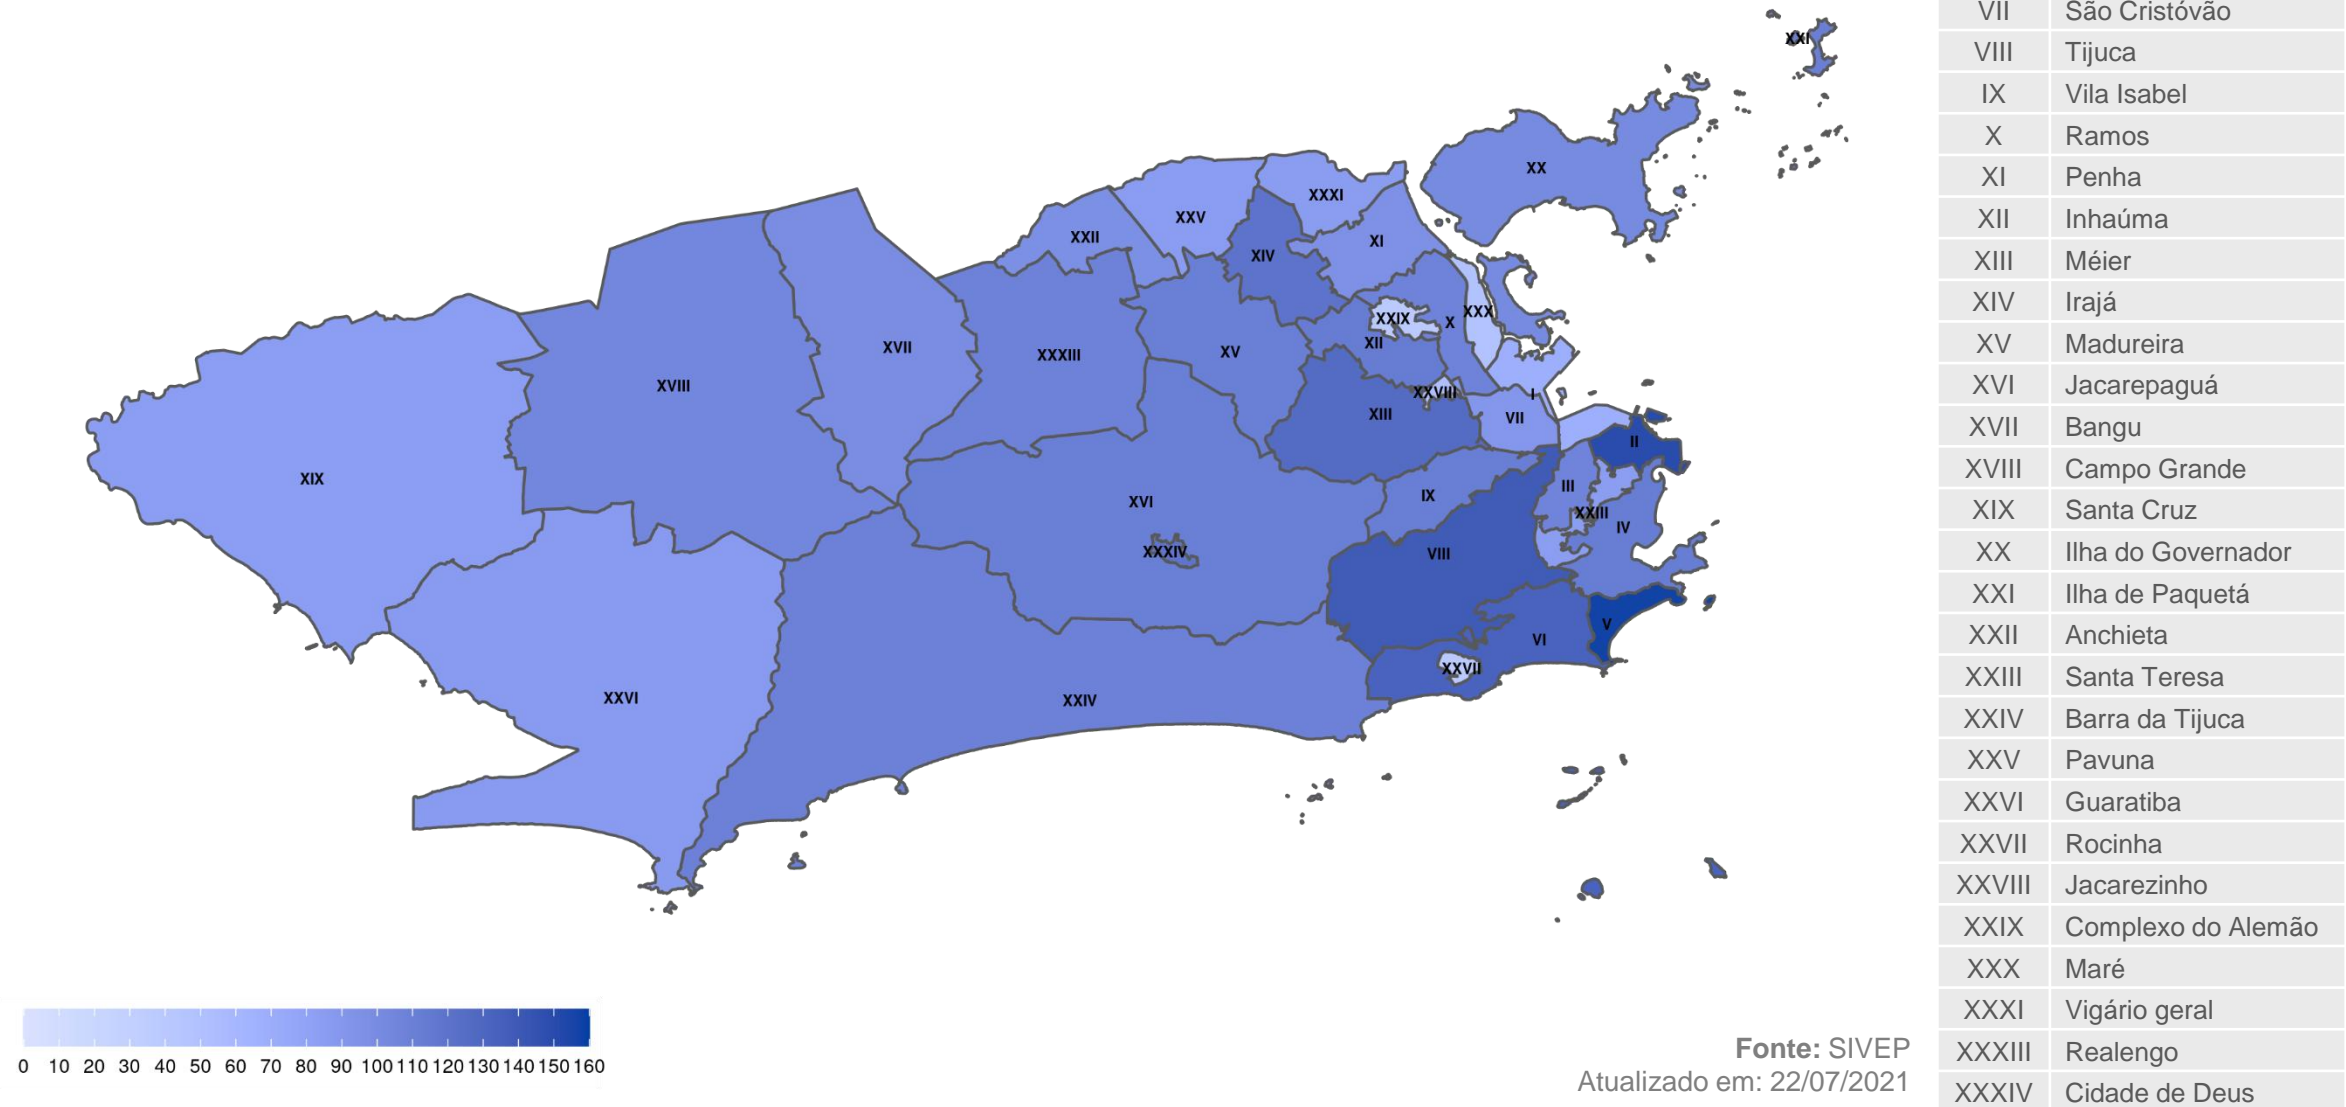 XXI
XX
XXXI
XXV
XXII
XI
XIV
XXX
XXIX
X
XII
XVII
XXXIII
XV
XVIII
XXVIII
I
XIII
VII
II
XIX
III
IX
XVI
XXIII
IV
XXXIV
VIII
V
VI
XXVII
XXVI
XXIV
0 10 20 30 40 50 60 70 80 90 100 110 120 130 140 150 160
Fonte: SIVEP
Atualizado em: 22/07/2021
VII São Cristóvão
VIII Tijuca
IX Vila Isabel
X Ramos
XI Penha
XII Inhaúma
XIII Méier
XIV Irajá
XV Madureira
XVI Jacarepaguá
XVII Bangu
XVIII Campo Grande
XIX Santa Cruz
XX Ilha do Governador
XXI Ilha de Paquetá
XXII Anchieta
XXIII Santa Teresa
XXIV Barra da Tijuca
XXV Pavuna
XXVI Guaratiba
XXVII Rocinha
XXVIII Jacarezinho
XXIX Complexo do Alemão
XXX Maré
XXXI Vigário geral
XXXIII Realengo
XXXIV Cidade de Deus